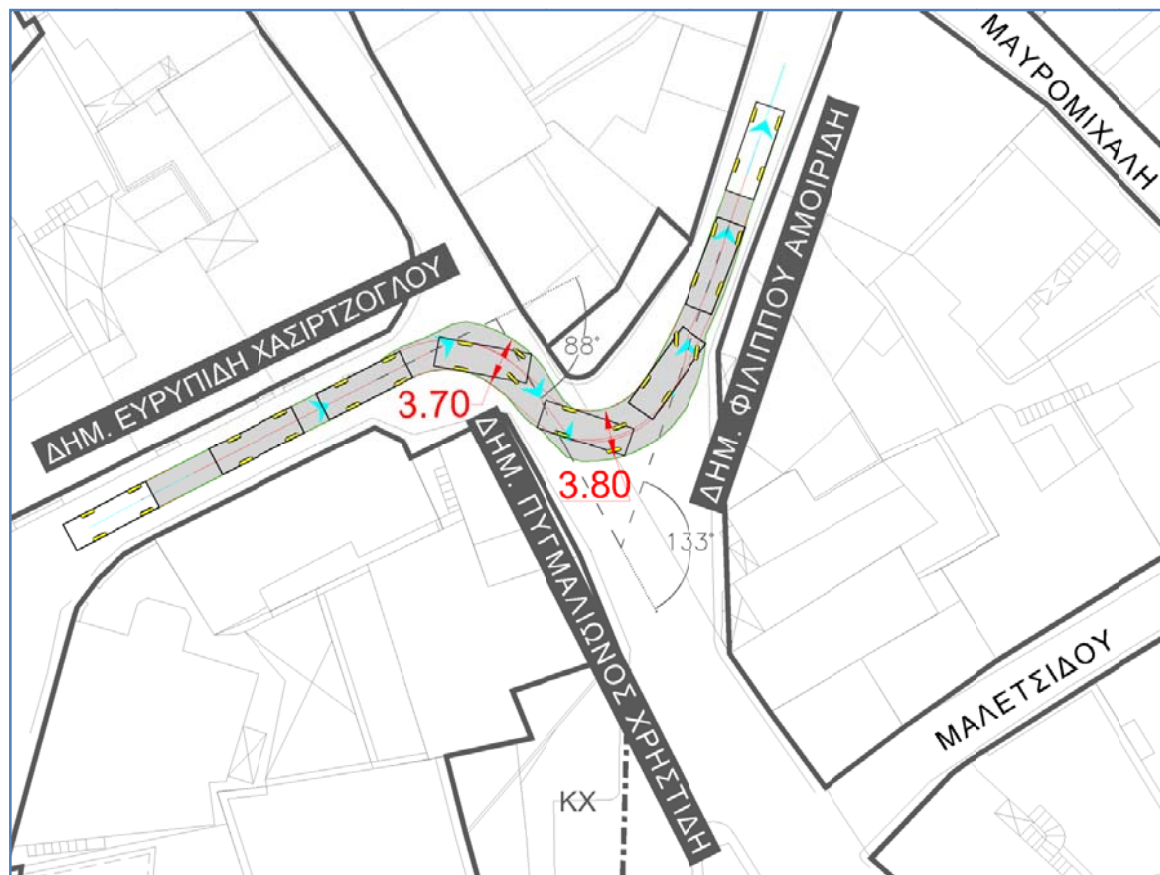 ΜΑΥΡΟΜΙΧΑΛΗ
ΔΗΜ. ΕΥΡΥΠΙΔΗ ΧΑΣΙΡΤΖΟΓΛΟΥ
ΔΗΜ. ΦΙΛΙΠΠΟΥ ΑΜΟΙΡΙΔΗ
88°
3.70
3.80
133°
ΔΗΜ. ΠΥΓΜΑΛΙΩΝΟΣ ΧΡΗΣΤΙΔΗ
ΜΑΛΕΤΣΙΔΟΥ
ΚΧ